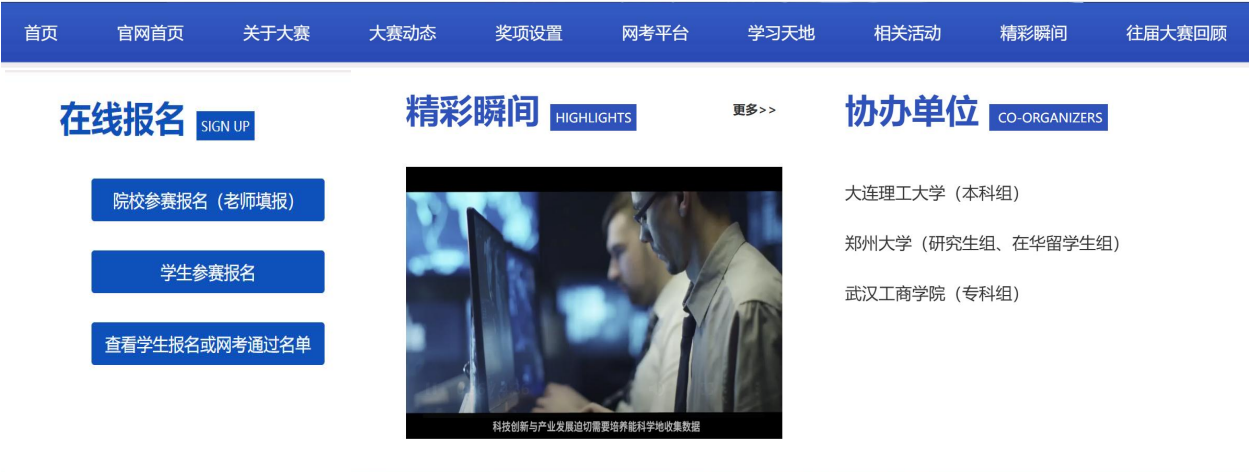 首页 官网首页 关于大赛 大赛动态 奖项设置 网考平台 学习天地 相关活动 精彩瞬间 往届大赛回顾
在线报名 SIGN UP
院校参赛报名（老师填报）
学生参赛报名
查看学生报名或网考通过名单
精彩瞬间 HIGHLIGHTS 更多>>
科技创新与产业发展迫切需要培养能科学地收集数据
协办单位 CO-ORGANIZERS
大连理工大学（本科组）
郑州大学（研究生组、在华留学生组）
武汉工商学院（专科组）